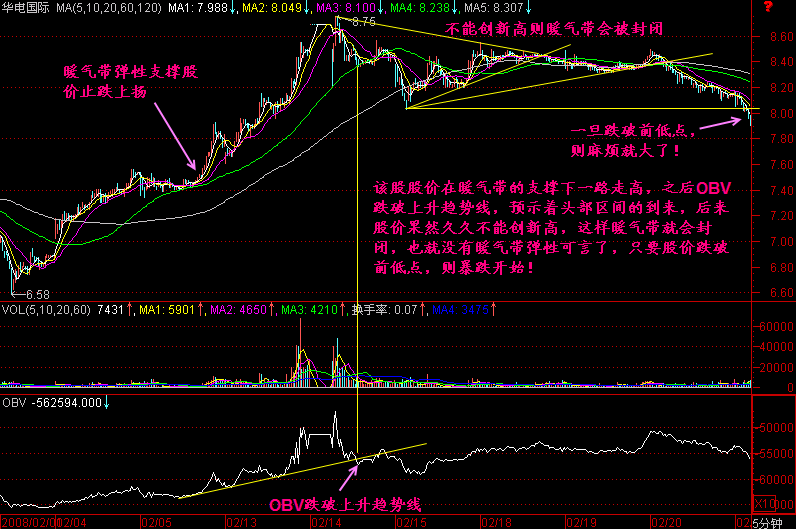 华电国际 MA(5,10,20,60,120) MA1: 7.988↓, MA2: 8.049↓, MA3: 8.100↓, MA4: 8.238↓, MA5: 8.307↓
?
8.75
不能创新高则暖气带会被封闭
8.60
8.40
8.20
8.00
7.80
7.60
7.40
7.20
7.00
6.80
6.60
暖气带弹性支撑股
价止跌上扬
一旦跌破前低点,
则麻烦就大了!
该股股价在暖气带的支撑下一路走高,之后OBV
跌破上升趋势线,预示着头部区间的到来,后来
股价果然久久不能创新高,这样暖气带就会封
闭,也就没有暖气带弹性可言了,只要股价跌破
前低点,则暴跌开始!
6.58
VOL(5,10,20,60) 7431↑, MA1: 5901↑, MA2: 4650↑, MA3: 4210↑, 换手率: 0.07↑, MA4: 3475↑
60000
40000
20000
0
OBV -562594.000↓
-50000
-55000
-60000
X10
OBV跌破上升趋势线
2008/02/0 02/04 02/05 02/13 02/14 02/15 02/18 02/19 02/20 02/2 5分钟